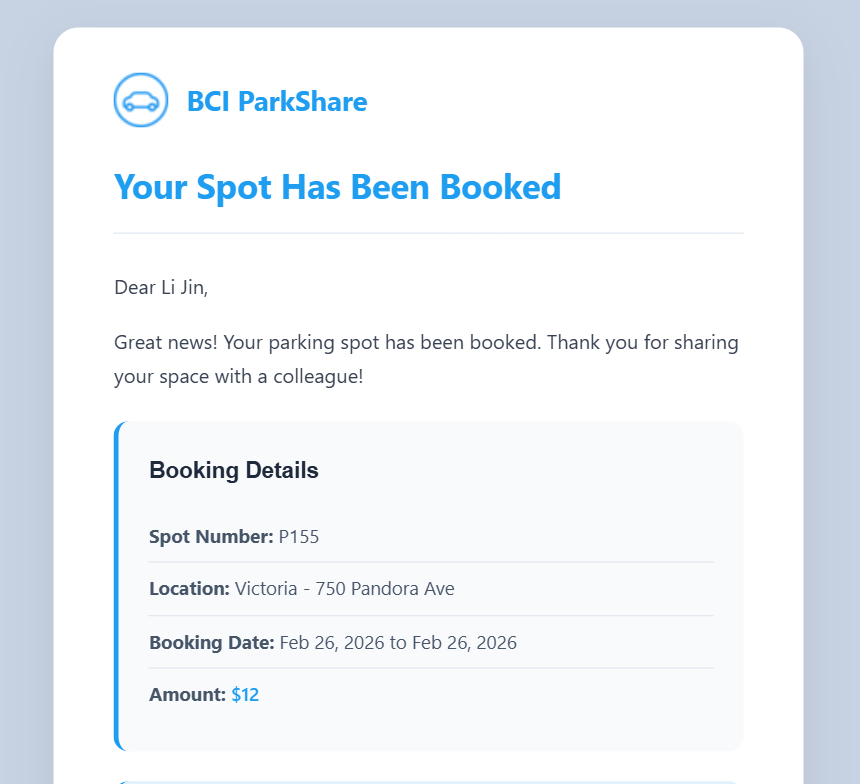 BCI ParkShare
Your Spot Has Been Booked
Dear Li Jin,
Great news! Your parking spot has been booked. Thank you for sharing
your space with a colleague!
Booking Details
Spot Number: P155
Location: Victoria - 750 Pandora Ave
Booking Date: Feb 26, 2026 to Feb 26, 2026
Amount: $12